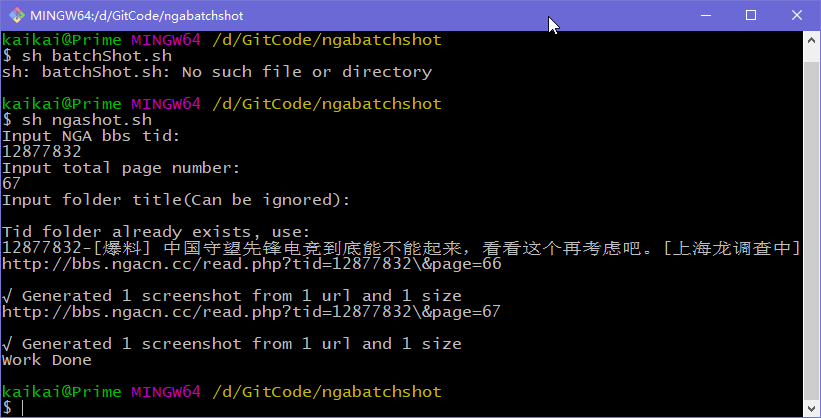 MINGW64:/d/GitCode/ngabatchshot
kaikai@Prime MINGW64 /d/GitCode/ngabatchshot
$ sh batchShot.sh
sh: batchShot.sh: No such file or directory
kaikai@Prime MINGW64 /d/GitCode/ngabatchshot
$ sh ngashot.sh
Input NGA bbs tid:
12877832
Input total page number:
67
Input folder title(Can be ignored):
Tid folder already exists, use:
12877832-[爆料] 中国守望先锋电竞到底能不能起来，看看这个再考虑吧。[上海龙调查中]
http://bbs.ngacn.cc/read.php?tid=12877832\&page=66
√ Generated 1 screenshot from 1 url and 1 size
http://bbs.ngacn.cc/read.php?tid=12877832\&page=67
√ Generated 1 screenshot from 1 url and 1 size
Work Done
kaikai@Prime MINGW64 /d/GitCode/ngabatchshot
$